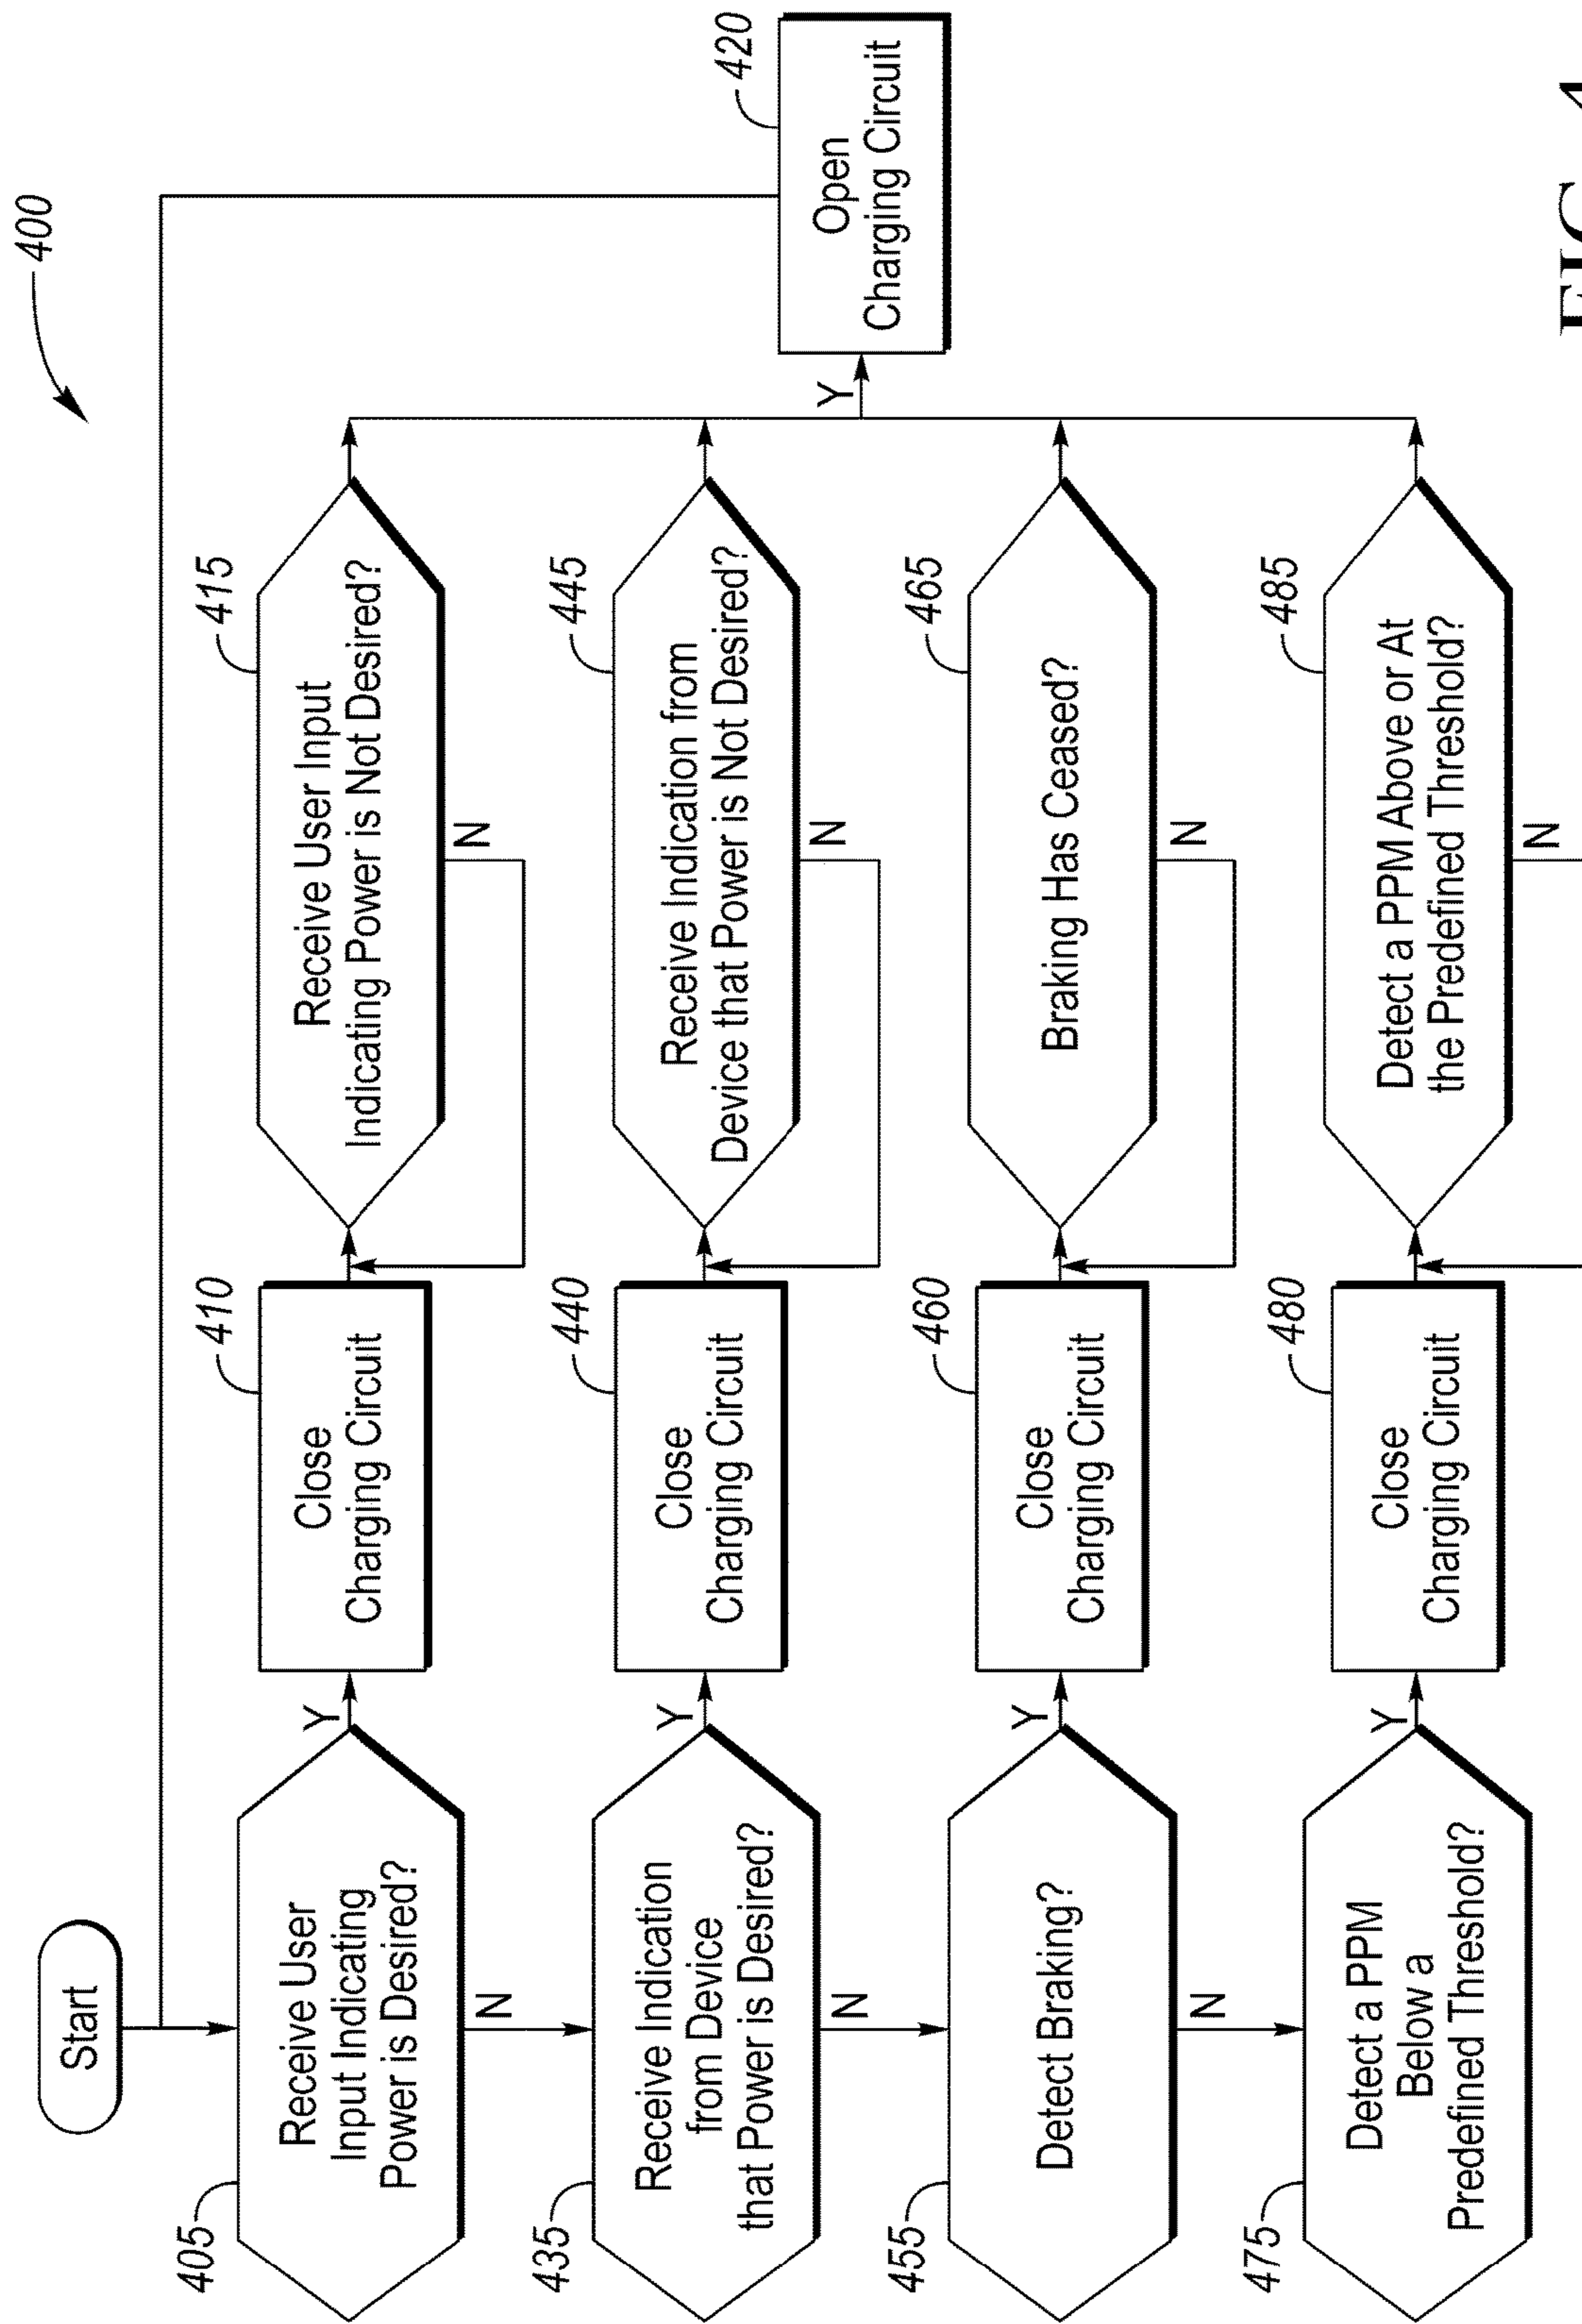 400
Start
405
Receive User
Input Indicating
Power is Desired?
Y
N
410
Close
Charging Circuit
415
Receive User Input
Indicating Power is Not Desired?
N
435
Receive Indication
from Device
that Power is Desired?
Y
N
440
Close
Charging Circuit
445
Receive Indication from
Device that Power is Not Desired?
N
Y
420
Open
Charging Circuit
455
Detect Braking?
Y
N
460
Close
Charging Circuit
465
Braking Has Ceased?
N
475
Detect a PPM
Below a
Predefined Threshold?
Y
480
Close
Charging Circuit
485
Detect a PPM Above or At
the Predefined Threshold?
N